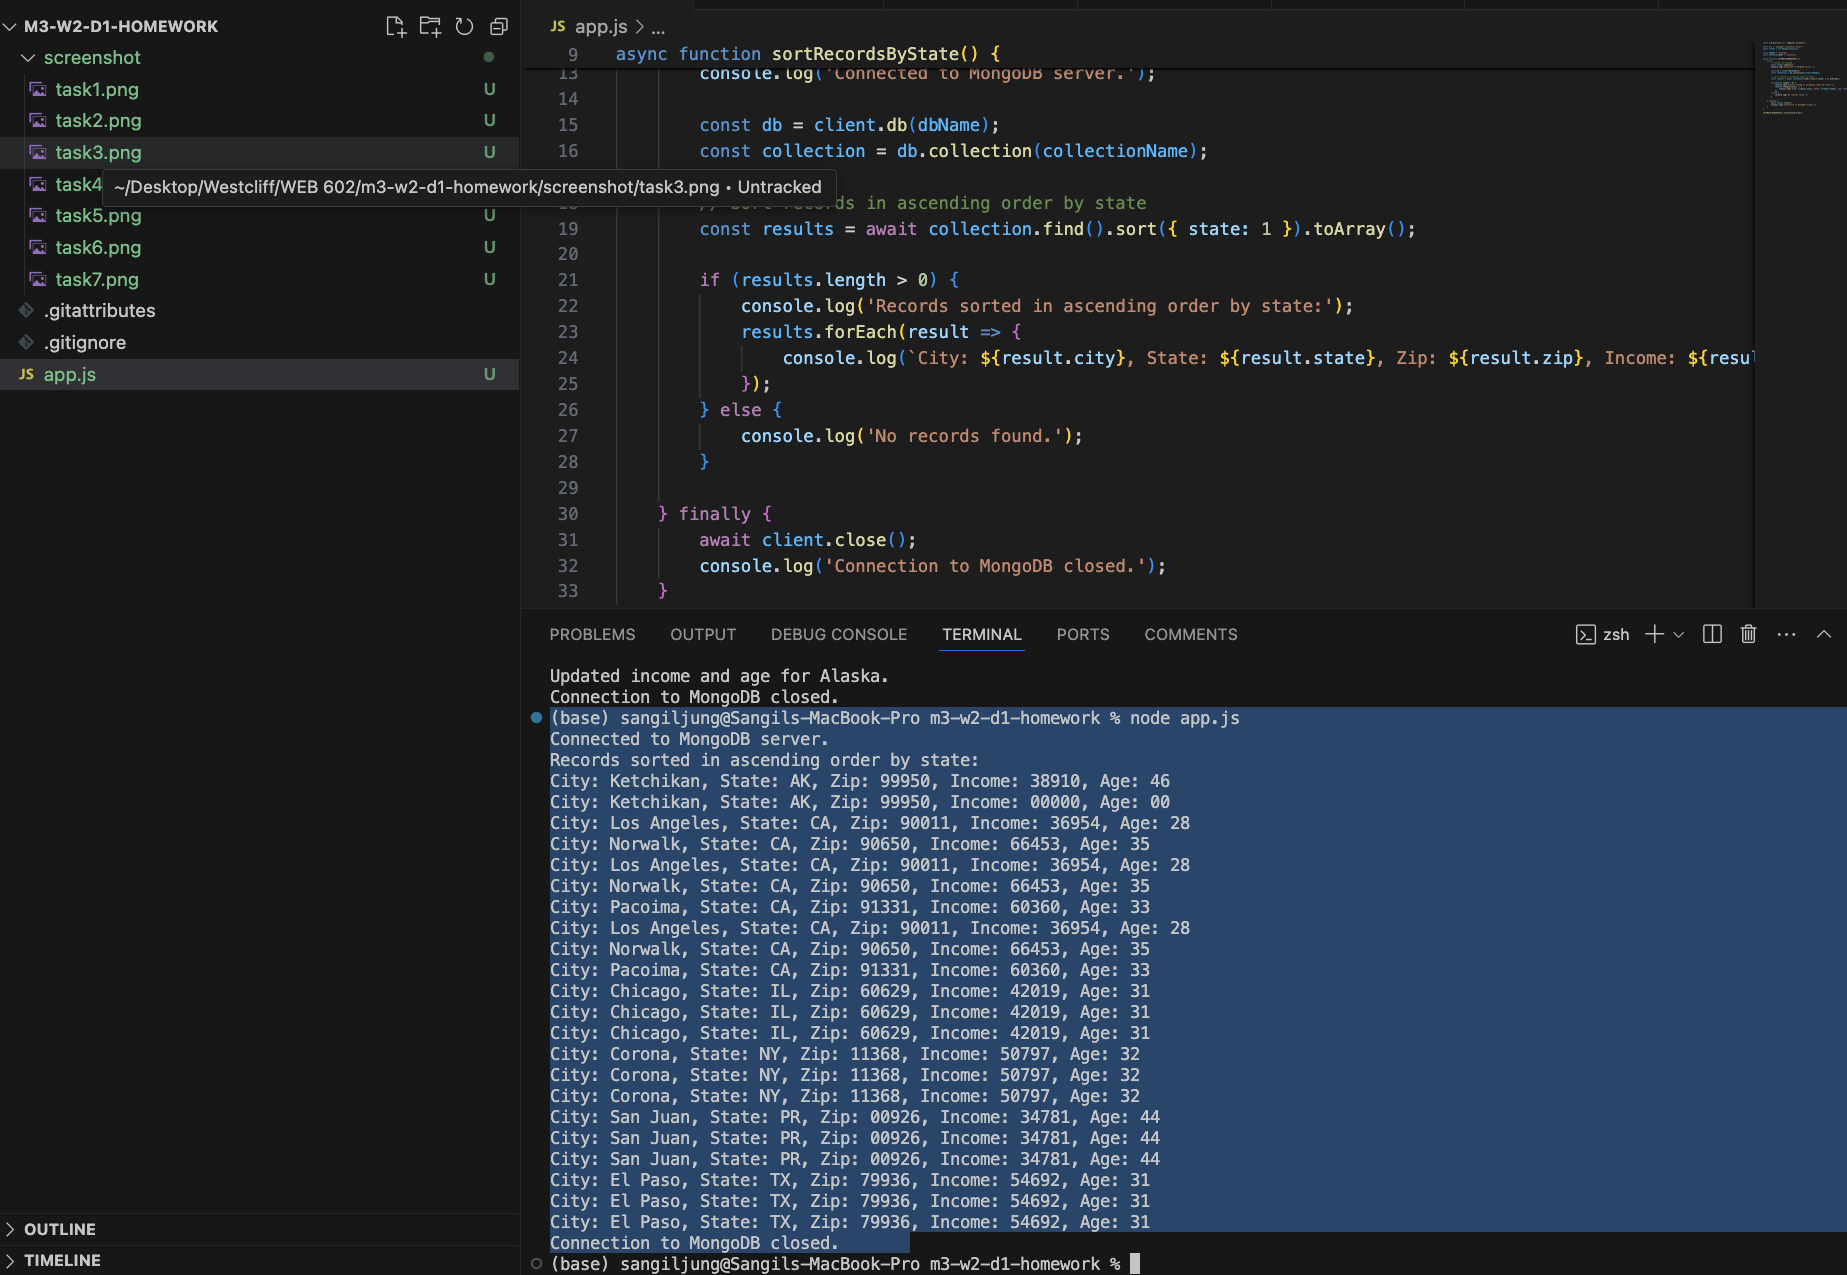 M3-W2-D1-HOMEWORK
screenshot
task1.png U
task2.png U
task3.png U
task4
~/Desktop/Westcliff/WEB 602/m3-w2-d1-homework/screenshot/task3.png • Untracked
task5.png U
task6.png U
task7.png U
.gitattributes
.gitignore
JS app.js U
OUTLINE
TIMELINE
JS app.js > ...
9 async function sortRecordsByState() {
13 console.log('Connected to MongoDB server.');
14
15 const db = client.db(dbName);
16 const collection = db.collection(collectionName);
18 // Sort records in ascending order by state
19 const results = await collection.find().sort({ state: 1 }).toArray();
20
21 if (results.length > 0) {
22 console.log('Records sorted in ascending order by state:');
23 results.forEach(result => {
24 console.log(`City: ${result.city}, State: ${result.state}, Zip: ${result.zip}, Income: ${resul
25 });
26 } else {
27 console.log('No records found.');
28 }
29
30 } finally {
31 await client.close();
32 console.log('Connection to MongoDB closed.');
33 }
PROBLEMS OUTPUT DEBUG CONSOLE TERMINAL PORTS COMMENTS zsh
Updated income and age for Alaska.
Connection to MongoDB closed.
(base) sangiljung@Sangils-MacBook-Pro m3-w2-d1-homework % node app.js
Connected to MongoDB server.
Records sorted in ascending order by state:
City: Ketchikan, State: AK, Zip: 99950, Income: 38910, Age: 46
City: Ketchikan, State: AK, Zip: 99950, Income: 00000, Age: 00
City: Los Angeles, State: CA, Zip: 90011, Income: 36954, Age: 28
City: Norwalk, State: CA, Zip: 90650, Income: 66453, Age: 35
City: Los Angeles, State: CA, Zip: 90011, Income: 36954, Age: 28
City: Norwalk, State: CA, Zip: 90650, Income: 66453, Age: 35
City: Pacoima, State: CA, Zip: 91331, Income: 60360, Age: 33
City: Los Angeles, State: CA, Zip: 90011, Income: 36954, Age: 28
City: Norwalk, State: CA, Zip: 90650, Income: 66453, Age: 35
City: Pacoima, State: CA, Zip: 91331, Income: 60360, Age: 33
City: Chicago, State: IL, Zip: 60629, Income: 42019, Age: 31
City: Chicago, State: IL, Zip: 60629, Income: 42019, Age: 31
City: Chicago, State: IL, Zip: 60629, Income: 42019, Age: 31
City: Corona, State: NY, Zip: 11368, Income: 50797, Age: 32
City: Corona, State: NY, Zip: 11368, Income: 50797, Age: 32
City: Corona, State: NY, Zip: 11368, Income: 50797, Age: 32
City: San Juan, State: PR, Zip: 00926, Income: 34781, Age: 44
City: San Juan, State: PR, Zip: 00926, Income: 34781, Age: 44
City: San Juan, State: PR, Zip: 00926, Income: 34781, Age: 44
City: El Paso, State: TX, Zip: 79936, Income: 54692, Age: 31
City: El Paso, State: TX, Zip: 79936, Income: 54692, Age: 31
City: El Paso, State: TX, Zip: 79936, Income: 54692, Age: 31
Connection to MongoDB closed.
(base) sangiljung@Sangils-MacBook-Pro m3-w2-d1-homework %